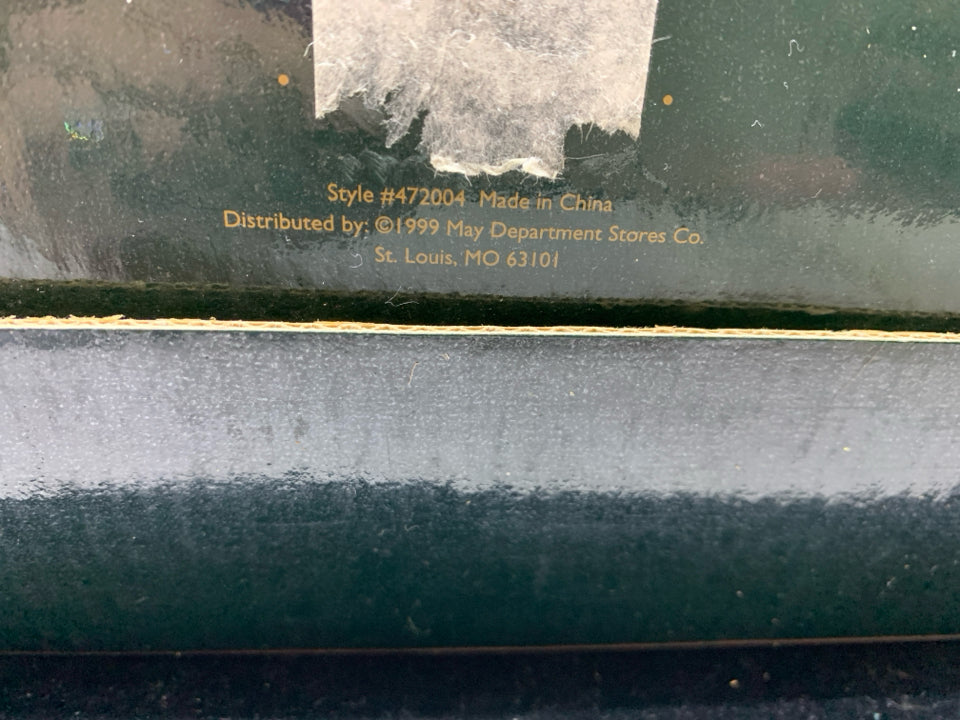 Style #472004 Made in China
Distributed by: ©1999 May Department Stores Co.
St. Louis, MO 63101